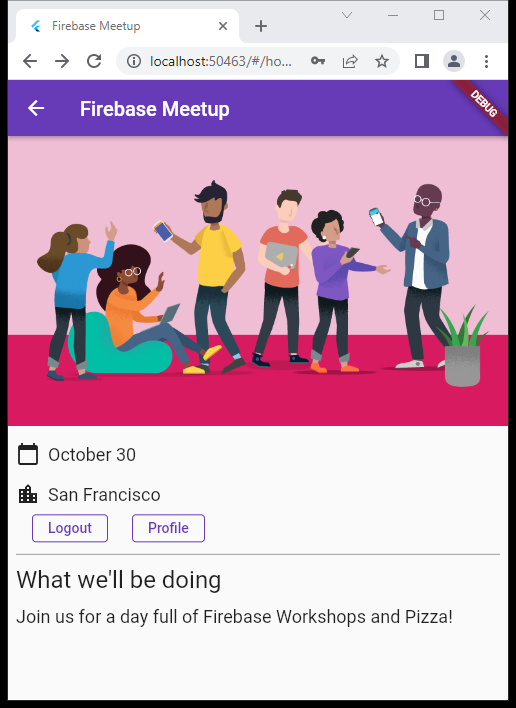 Firebase Meetup
localhost:50463/#/ho...
Firebase Meetup
DEBUG
October 30
San Francisco
Logout Profile
What we'll be doing
Join us for a day full of Firebase Workshops and Pizza!